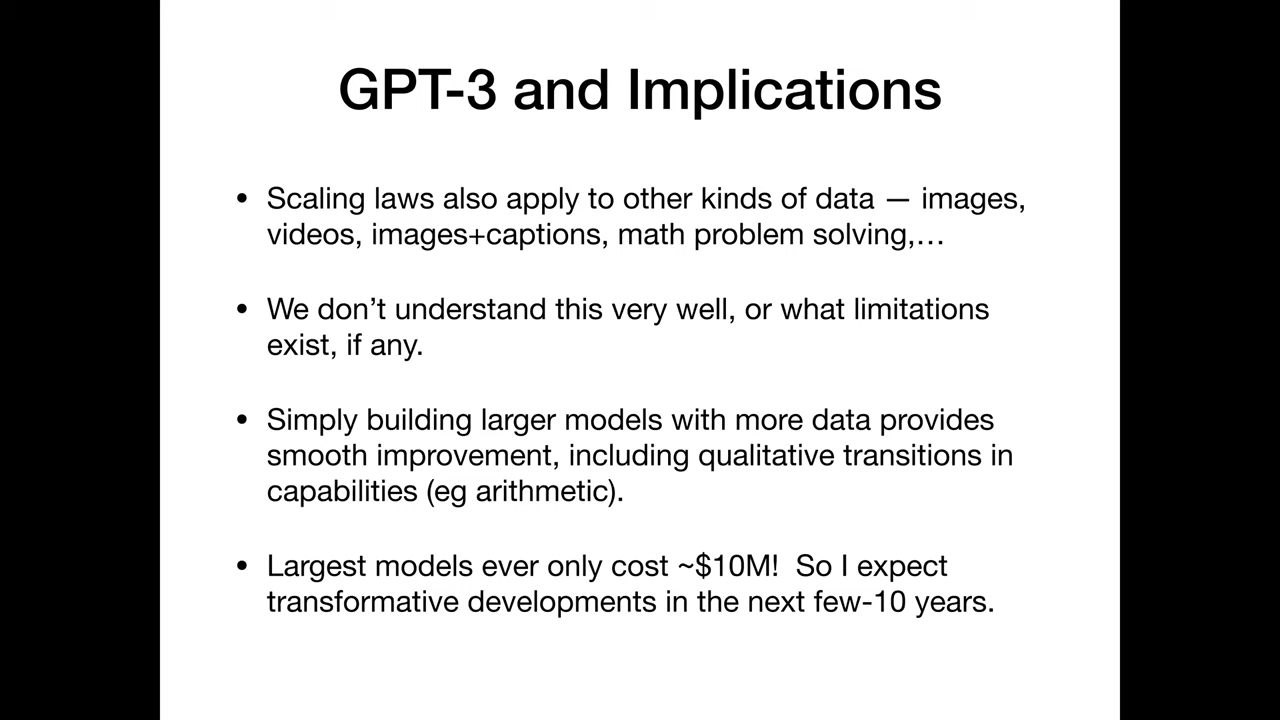 GPT-3 and Implications
• Scaling laws also apply to other kinds of data — images,
videos, images+captions, math problem solving,…
• We don’t understand this very well, or what limitations
exist, if any.
• Simply building larger models with more data provides
smooth improvement, including qualitative transitions in
capabilities (eg arithmetic).
• Largest models ever only cost ~$10M!  So I expect
transformative developments in the next few-10 years.